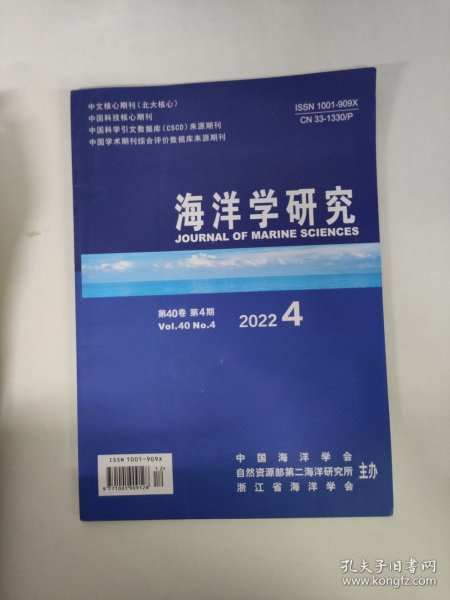 中文核心期刊(北大核心)
中国科技核心期刊
中国科学引文数据库(CSCD)来源期刊
中国学术期刊综合评价数据库来源期刊
ISSN 1001-909X
CN 33-1330/P
海洋学研究
JOURNAL OF MARINE SCIENCES
第40卷 第4期
Vol.40 No.4
2022 4
中国海洋学会
自然资源部第二海洋研究所
浙江省海洋学会
主办
ISSN 1001-909X
12
9 771001 909128
孔夫子旧书网
www.kongfz.com